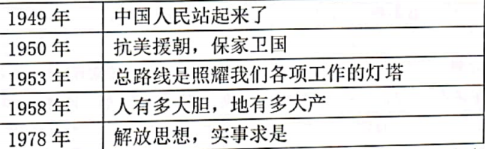 1949年 中国人民站起来了
1950年 抗美援朝，保家卫国
1953年 总路线是照耀我们各项工作的灯塔
1958年 人有多大胆，地有多大产
1978年 解放思想，实事求是